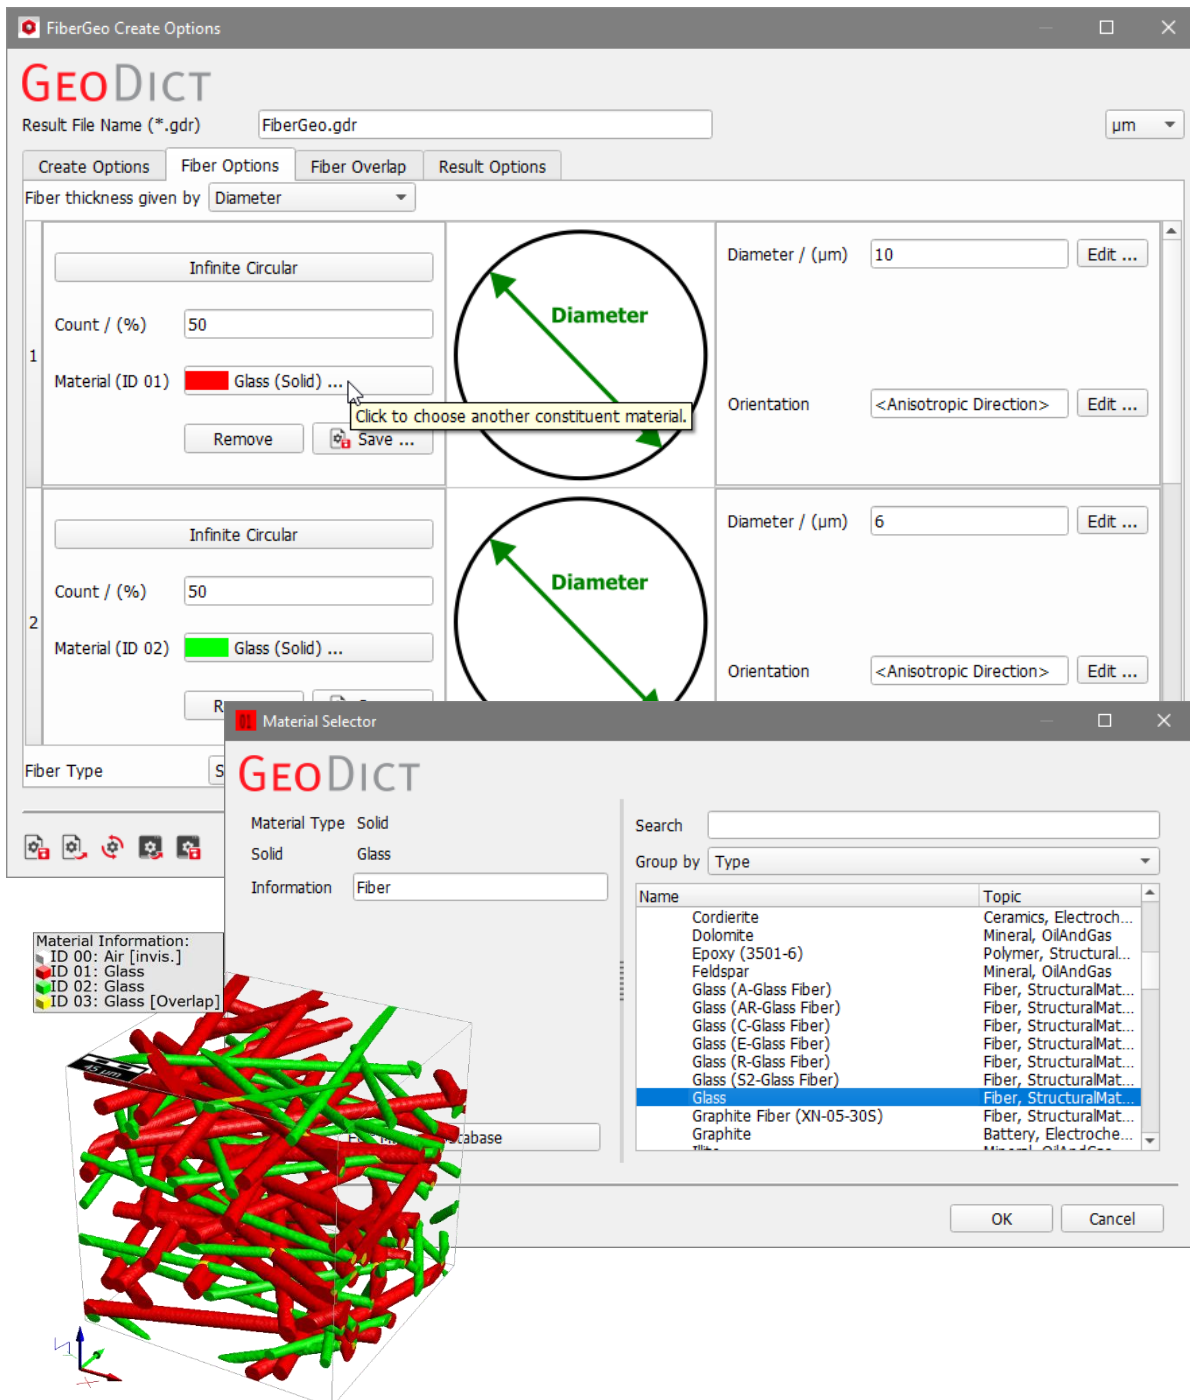 FiberGeo Create Options
GEODICT
Result File Name (*.gdr) FiberGeo.gdr µm
Create Options Fiber Options Fiber Overlap Result Options
Fiber thickness given by Diameter
1
Infinite Circular
Count / (%) 50
Material (ID 01) Glass (Solid) ...
Click to choose another constituent material.
Remove Save ...
Diameter
Diameter / (µm) 10 Edit ...
Orientation <Anisotropic Direction> Edit ...
2
Infinite Circular
Count / (%) 50
Material (ID 02) Glass (Solid) ...
Diameter
Diameter / (µm) 6 Edit ...
Orientation <Anisotropic Direction> Edit ...
Fiber Type
01 Material Selector
GEODICT
Material Type Solid
Solid Glass
Information Fiber
Search
Group by Type
Name Topic
Cordierite Ceramics, Electroch...
Dolomite Mineral, OilAndGas
Epoxy (3501-6) Polymer, Structural...
Feldspar Mineral, OilAndGas
Glass (A-Glass Fiber) Fiber, StructuralMat...
Glass (AR-Glass Fiber) Fiber, StructuralMat...
Glass (C-Glass Fiber) Fiber, StructuralMat...
Glass (E-Glass Fiber) Fiber, StructuralMat...
Glass (R-Glass Fiber) Fiber, StructuralMat...
Glass (S2-Glass Fiber) Fiber, StructuralMat...
Glass Fiber, StructuralMat...
Graphite Fiber (XN-05-30S) Fiber, StructuralMat...
Graphite Battery, Electroche...
OK Cancel
Material Information:
ID 00: Air [invis.]
ID 01: Glass
ID 02: Glass
ID 03: Glass [Overlap]
45 µm